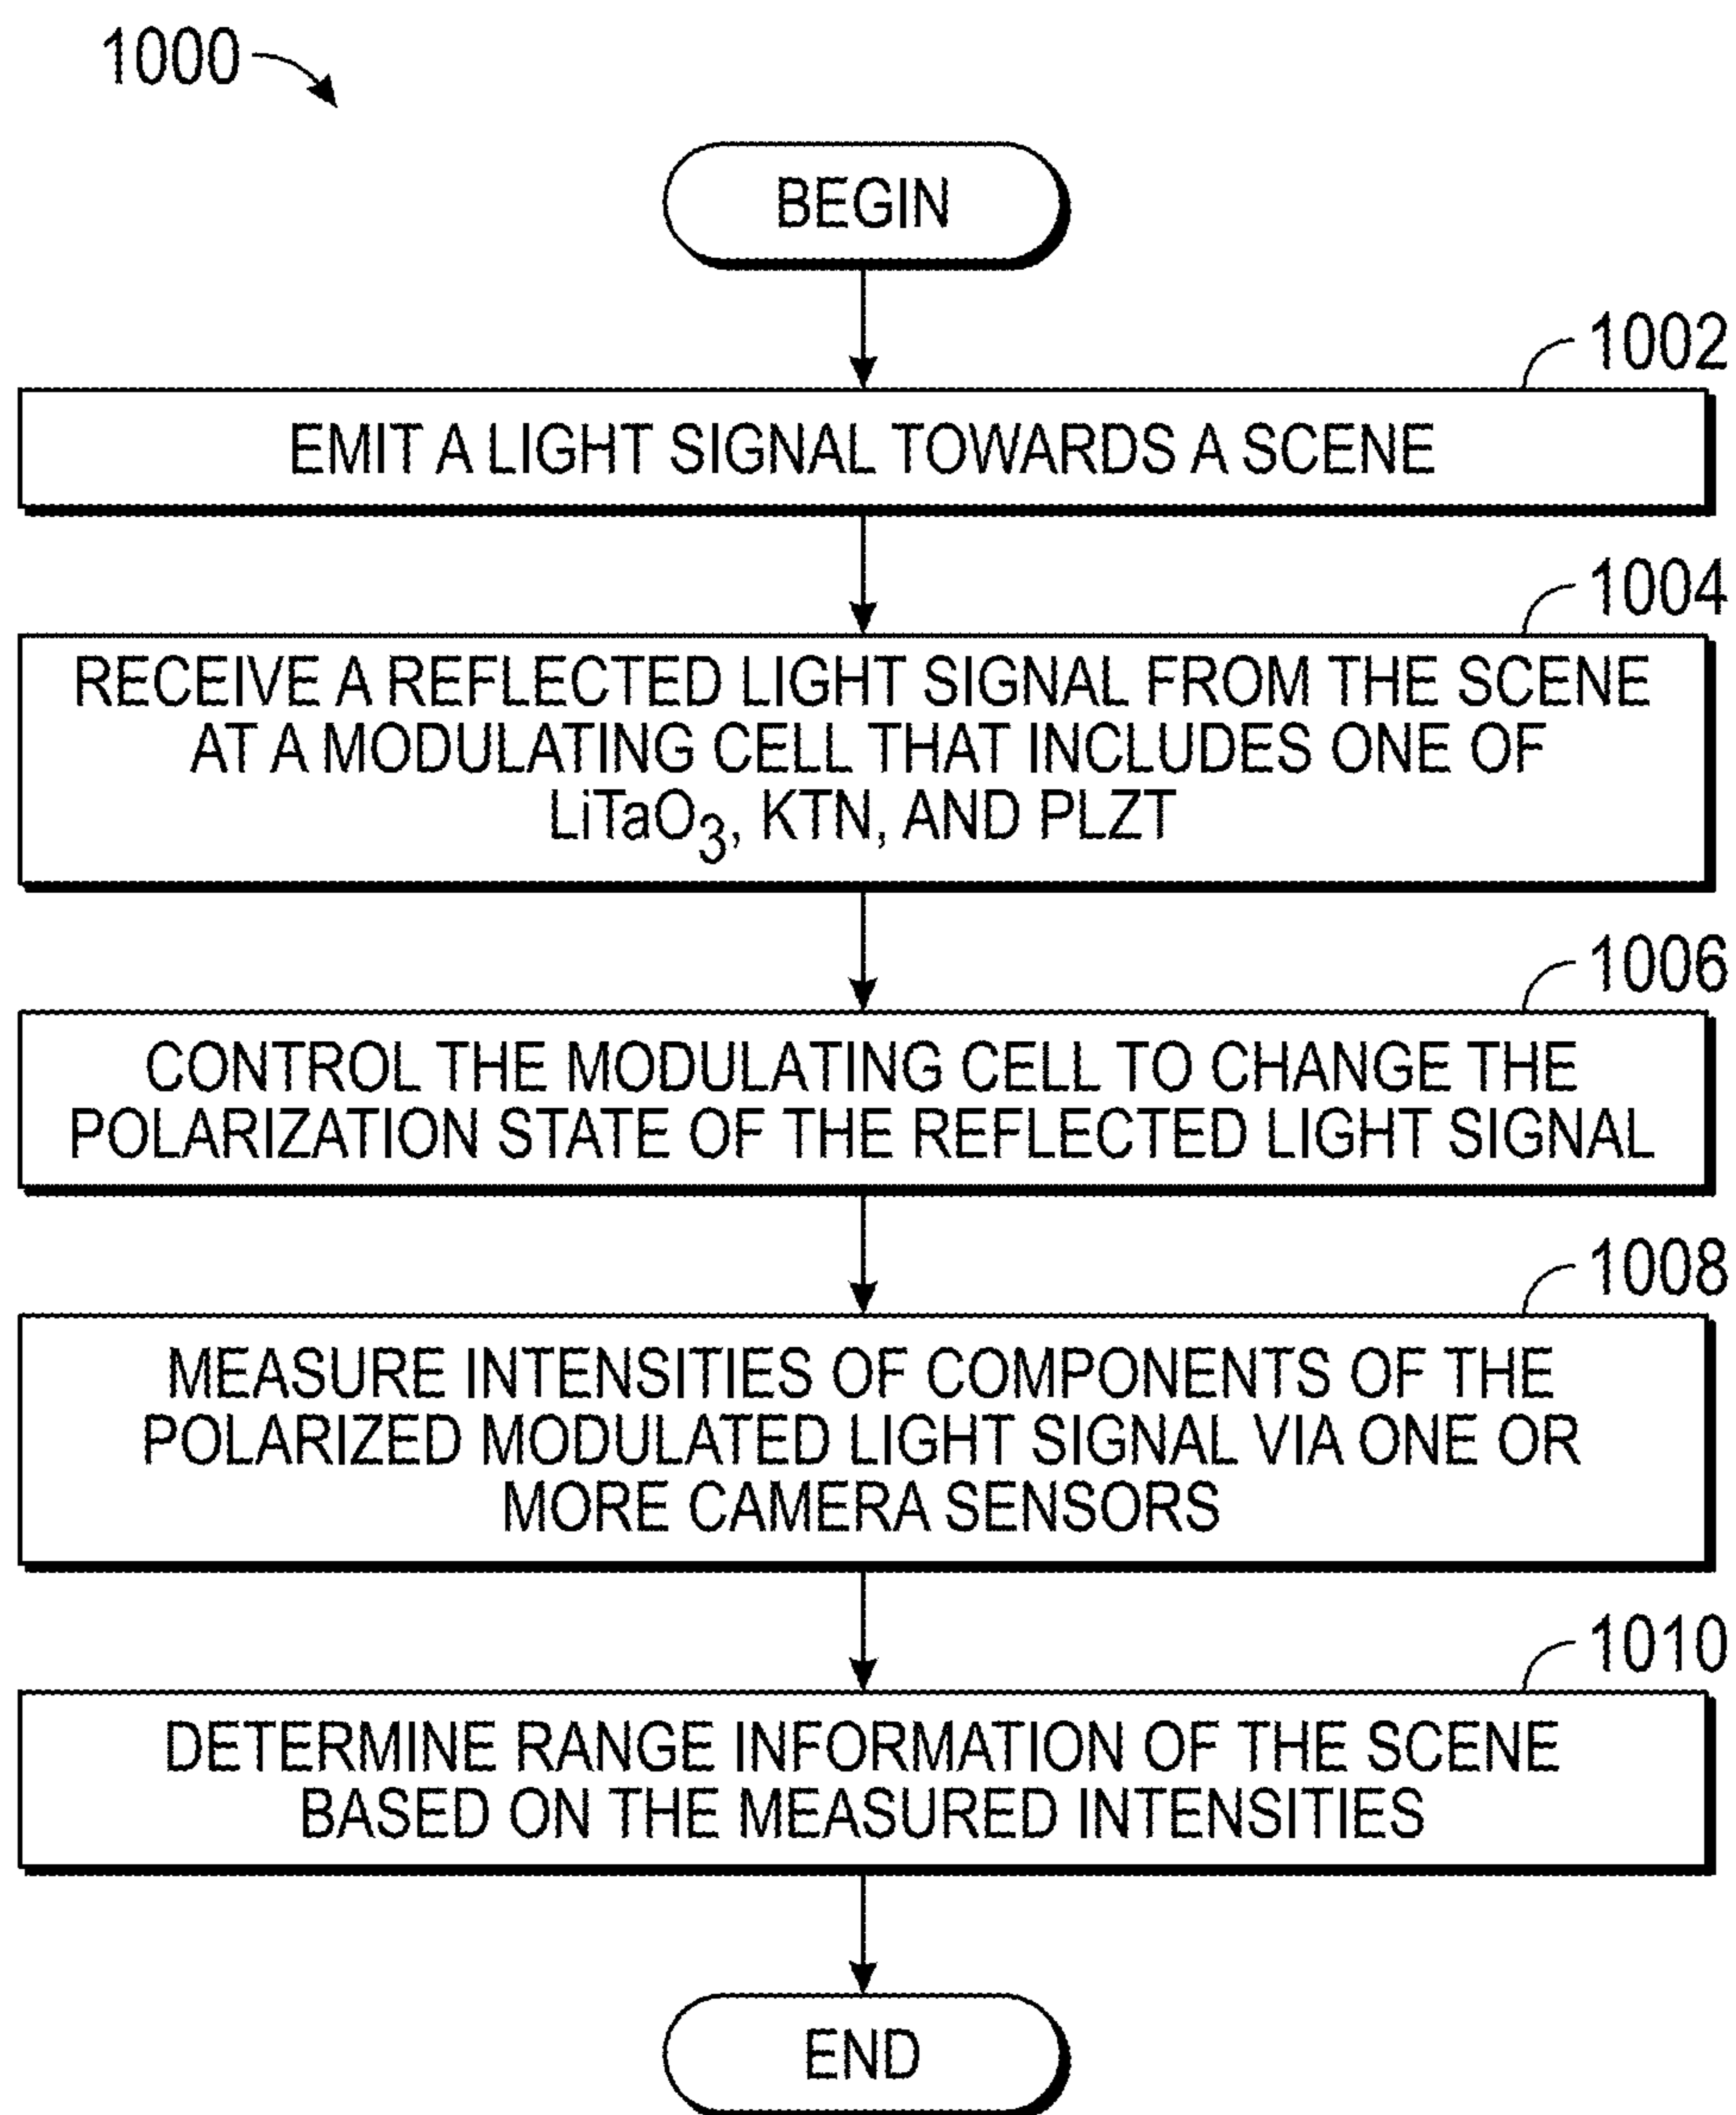 1000
BEGIN
1002
EMIT A LIGHT SIGNAL TOWARDS A SCENE
1004
RECEIVE A REFLECTED LIGHT SIGNAL FROM THE SCENE
AT A MODULATING CELL THAT INCLUDES ONE OF
LiTaO₃, KTN, AND PLZT
1006
CONTROL THE MODULATING CELL TO CHANGE THE
POLARIZATION STATE OF THE REFLECTED LIGHT SIGNAL
1008
MEASURE INTENSITIES OF COMPONENTS OF THE
POLARIZED MODULATED LIGHT SIGNAL VIA ONE OR
MORE CAMERA SENSORS
1010
DETERMINE RANGE INFORMATION OF THE SCENE
BASED ON THE MEASURED INTENSITIES
END